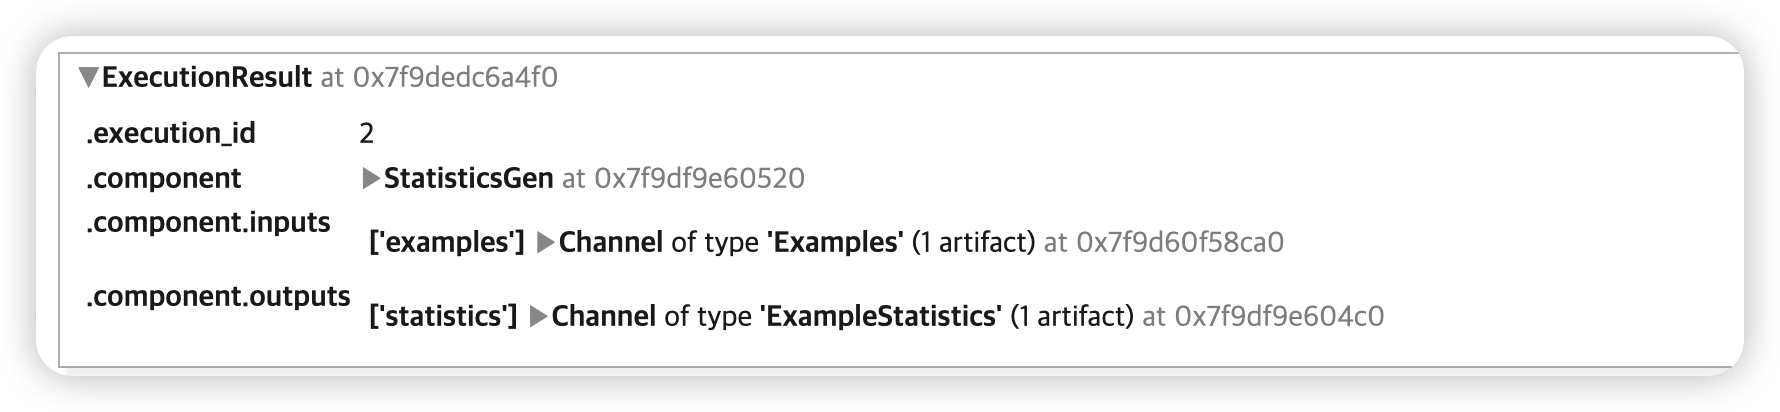 ▼ExecutionResult at 0x7f9dedc6a4f0
.execution_id 2
.component ▶StatisticsGen at 0x7f9df9e60520
.component.inputs
['examples'] ▶Channel of type 'Examples' (1 artifact) at 0x7f9d60f58ca0
.component.outputs
['statistics'] ▶Channel of type 'ExampleStatistics' (1 artifact) at 0x7f9df9e604c0